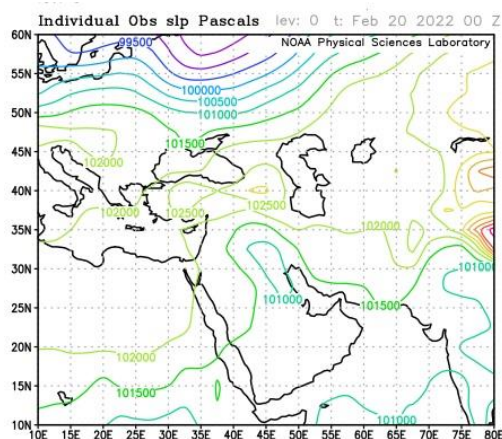 Individual Obs slp Pascals lev: 0 t: Feb 20 2022 00 Z
NOAA Physical Sciences Laboratory
60N
99500
55N
100000
100500
50N
101000
101500
45N
102000
40N
102500
102500
102000
102000
35N
101000
30N
101000
101500
25N
20N
102000
15N
101500
101000
10N
10E 15E 20E 25E 30E 35E 40E 45E 50E 55E 60E 65E 70E 75E 80E